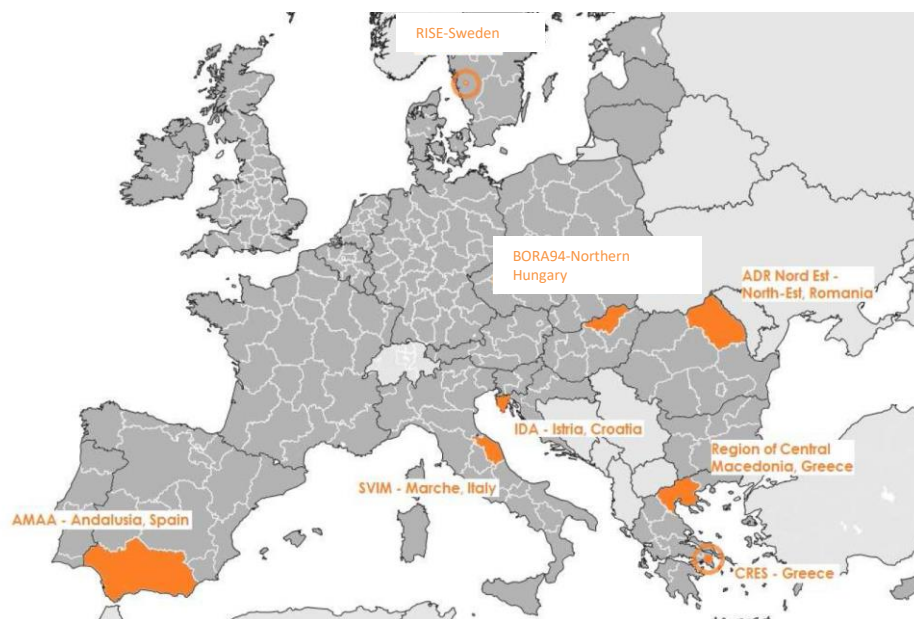 RISE-Sweden
BORA94-Northern
Hungary
ADR Nord Est -
North-Est, Romania
IDA - Istria, Croatia
Region of Central
Macedonia, Greece
SVIM - Marche, Italy
AMAA - Andalusia, Spain
CRES - Greece